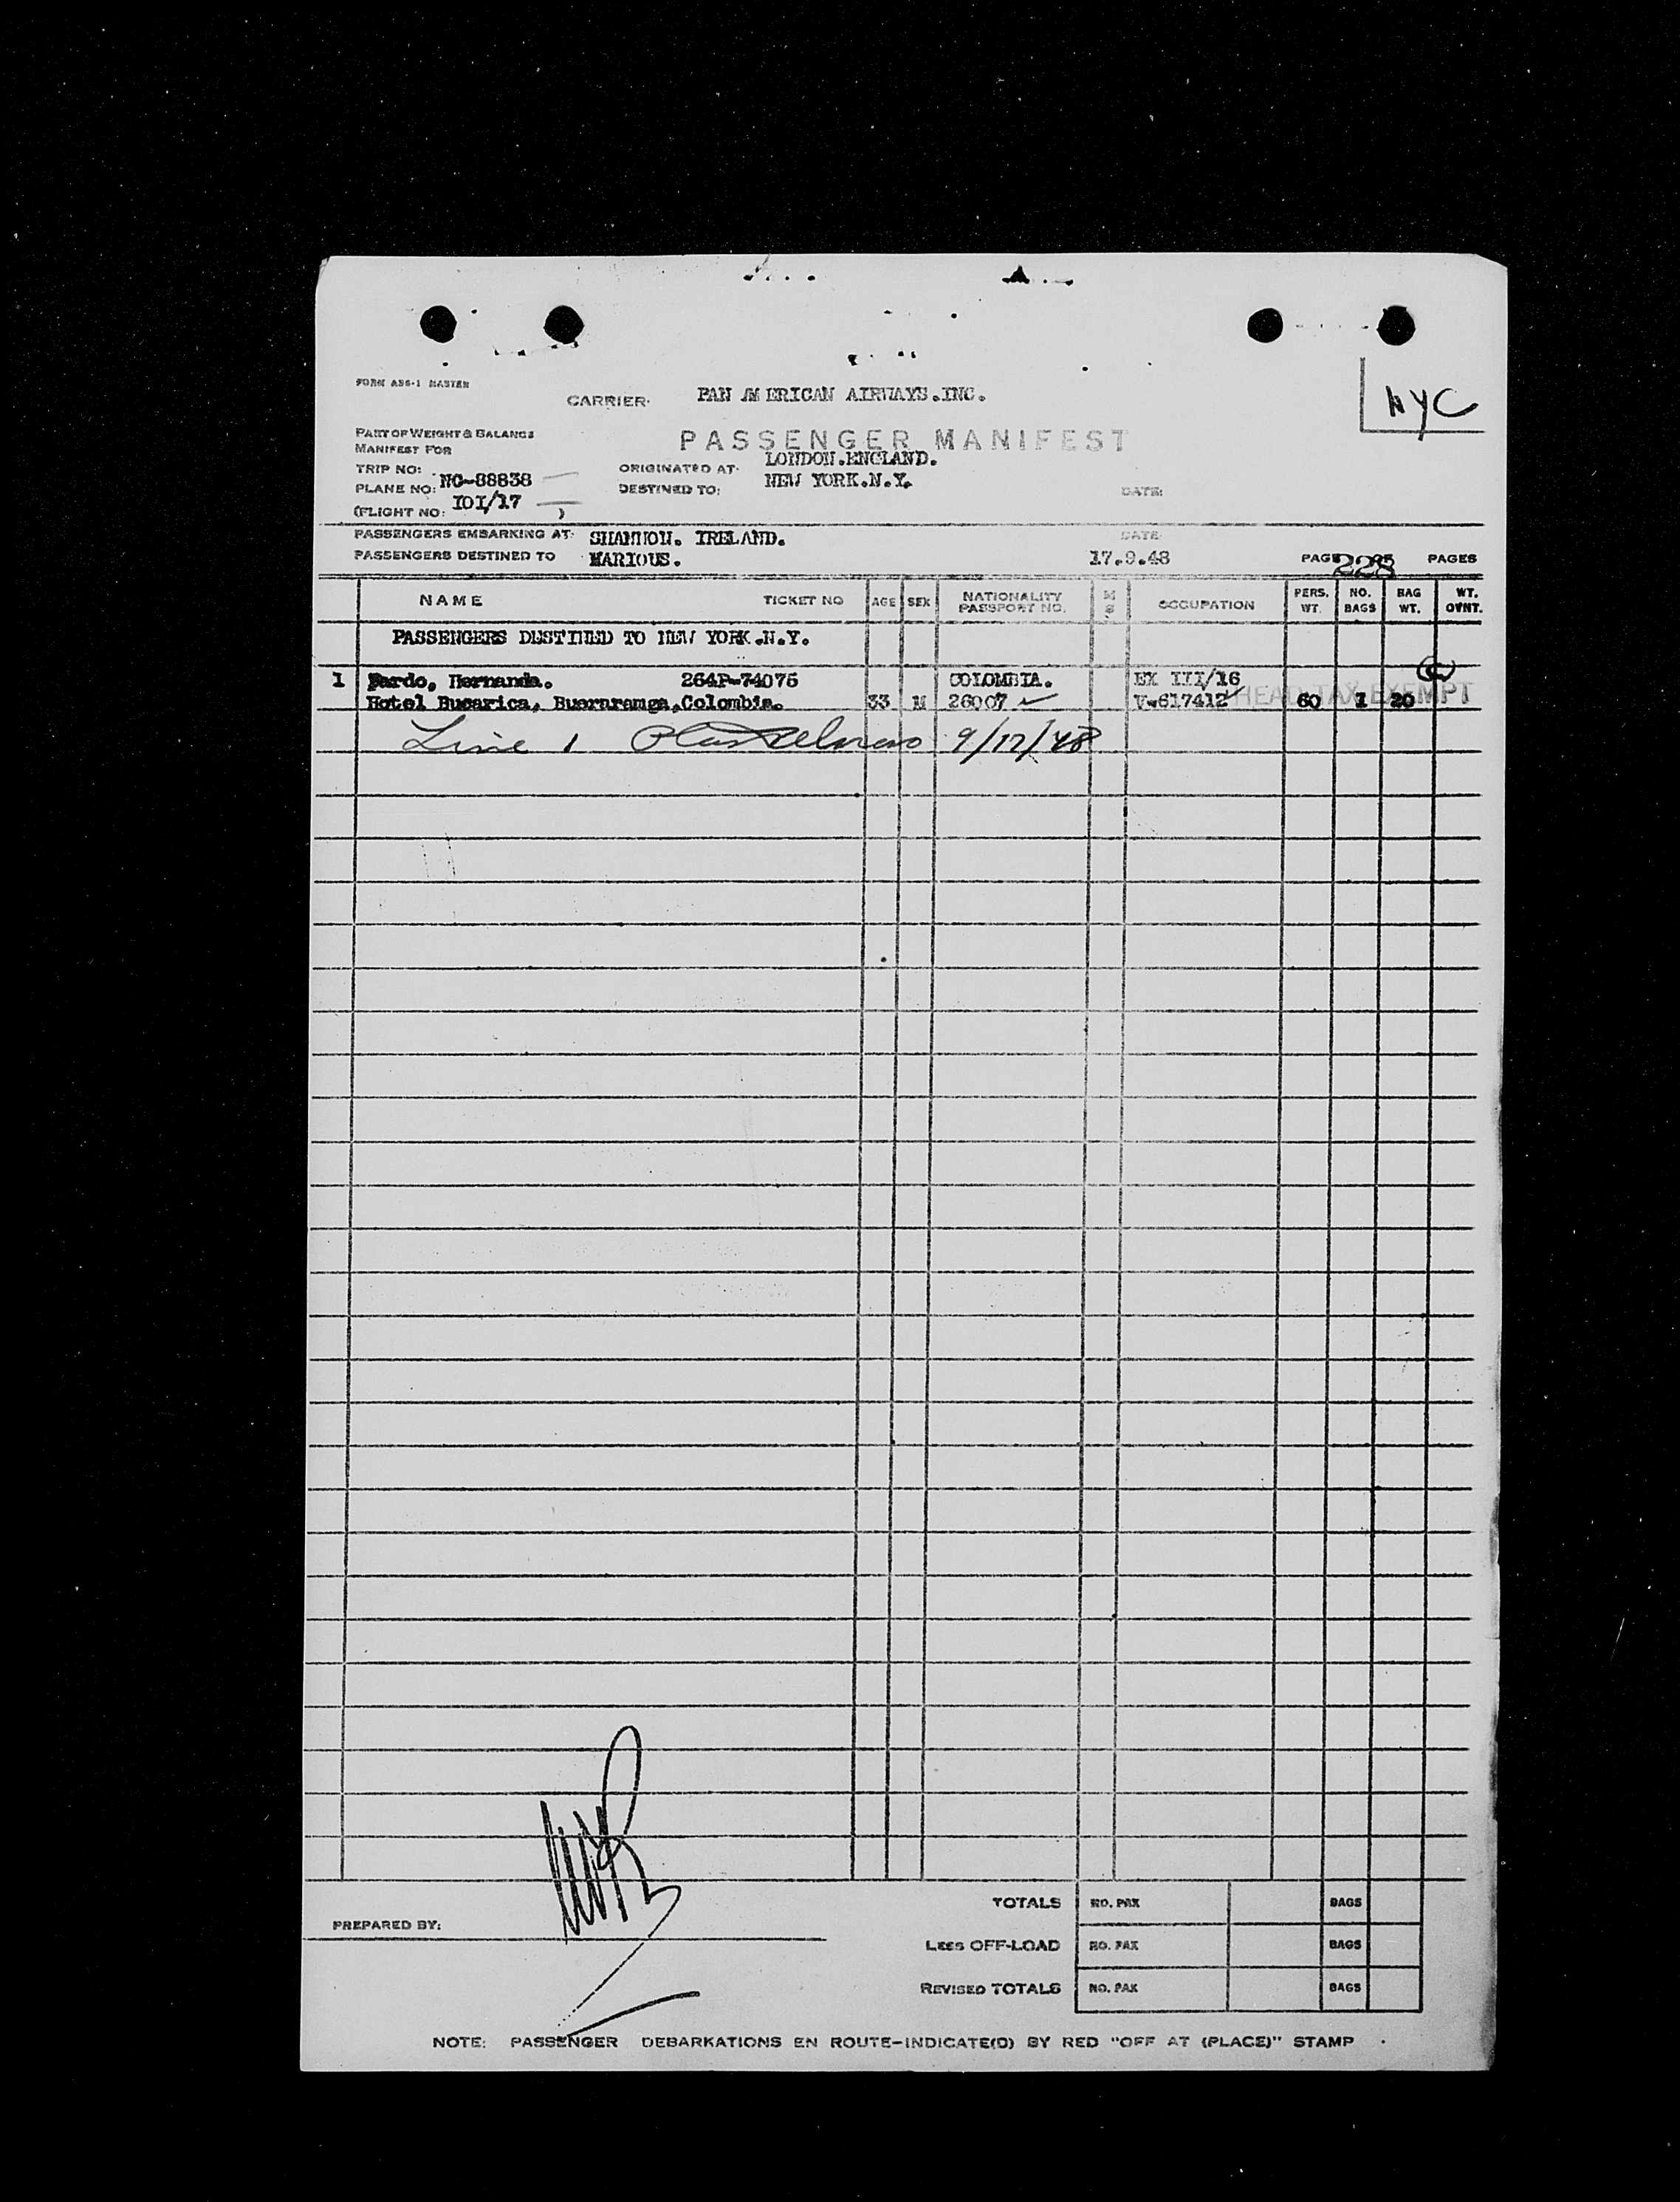 FORM AS6-1 MASTER
NYC
CARRIER: PAN AMERICAN AIRWAYS.INC.
PART OF WEIGHT & BALANCE
MANIFEST FOR
PASSENGER MANIFEST
TRIP NO: NC-88838
ORIGINATED AT: LONDON.ENGLAND.
PLANE NO: 101/17
DESTINED TO: NEW YORK.N.Y.
DATE:
(FLIGHT NO: )
PASSENGERS EMBARKING AT: SHANNON. IRELAND. DATE
PASSENGERS DESTINED TO VARIOUS. 17.9.48 PAGE 228 PAGES
NAME TICKET NO AGE SEX NATIONALITY PASSPORT NO. M S OCCUPATION PERS. WT. NO. BAGS BAG WT. WT. OVNT.
PASSENGERS DESTINED TO NEW YORK.N.Y.
1 Pardo, Hernando. 264P-74075 COLOMBIA. EX III/16
Hotel Bucarica, Buarnramga,Colombia. 33 M 26007 V-617412 HEAD TAX EXEMPT 60 1 20
Line 1 9/17/48
TOTALS NO. PAX BAGS
PREPARED BY:
LESS OFF-LOAD NO. PAX BAGS
REVISED TOTALS NO. PAX BAGS
NOTE: PASSENGER DEBARKATIONS EN ROUTE-INDICATE(D) BY RED "OFF AT (PLACE)" STAMP